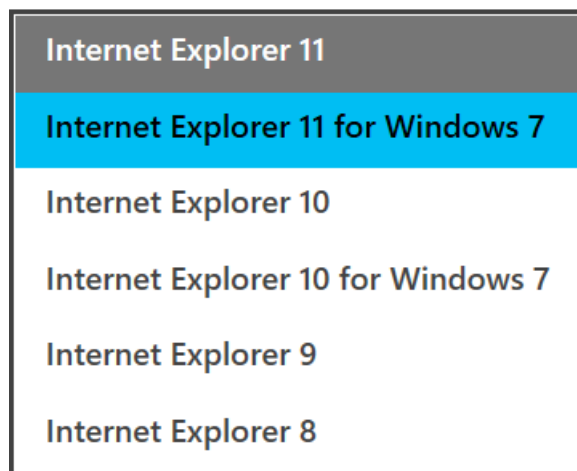 Internet Explorer 11
Internet Explorer 11 for Windows 7
Internet Explorer 10
Internet Explorer 10 for Windows 7
Internet Explorer 9
Internet Explorer 8